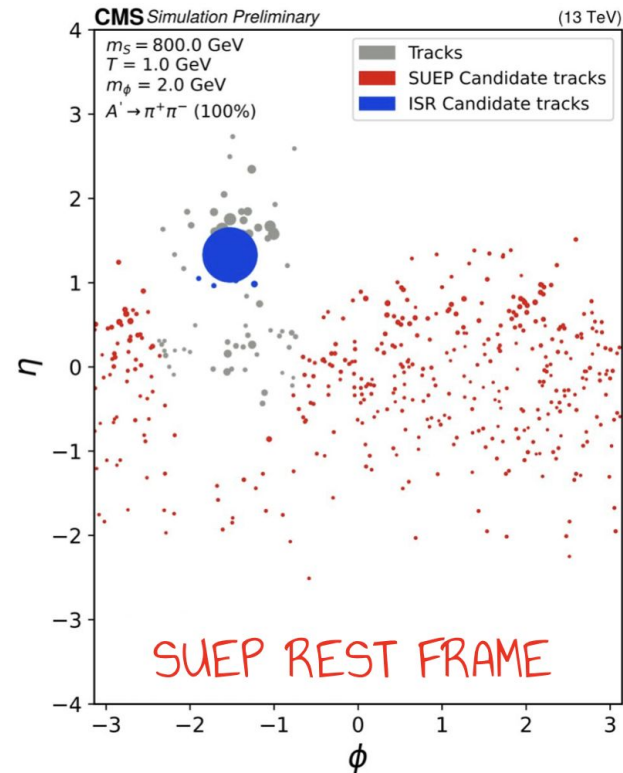 CMS Simulation Preliminary (13 TeV)
m_S = 800.0 GeV
T = 1.0 GeV
m_ϕ = 2.0 GeV
A' → π⁺π⁻ (100%)
Tracks
SUEP Candidate tracks
ISR Candidate tracks
4
3
2
1
0
−1
−2
−3
−4
η
SUEP REST FRAME
−3 −2 −1 0 1 2 3
ϕ